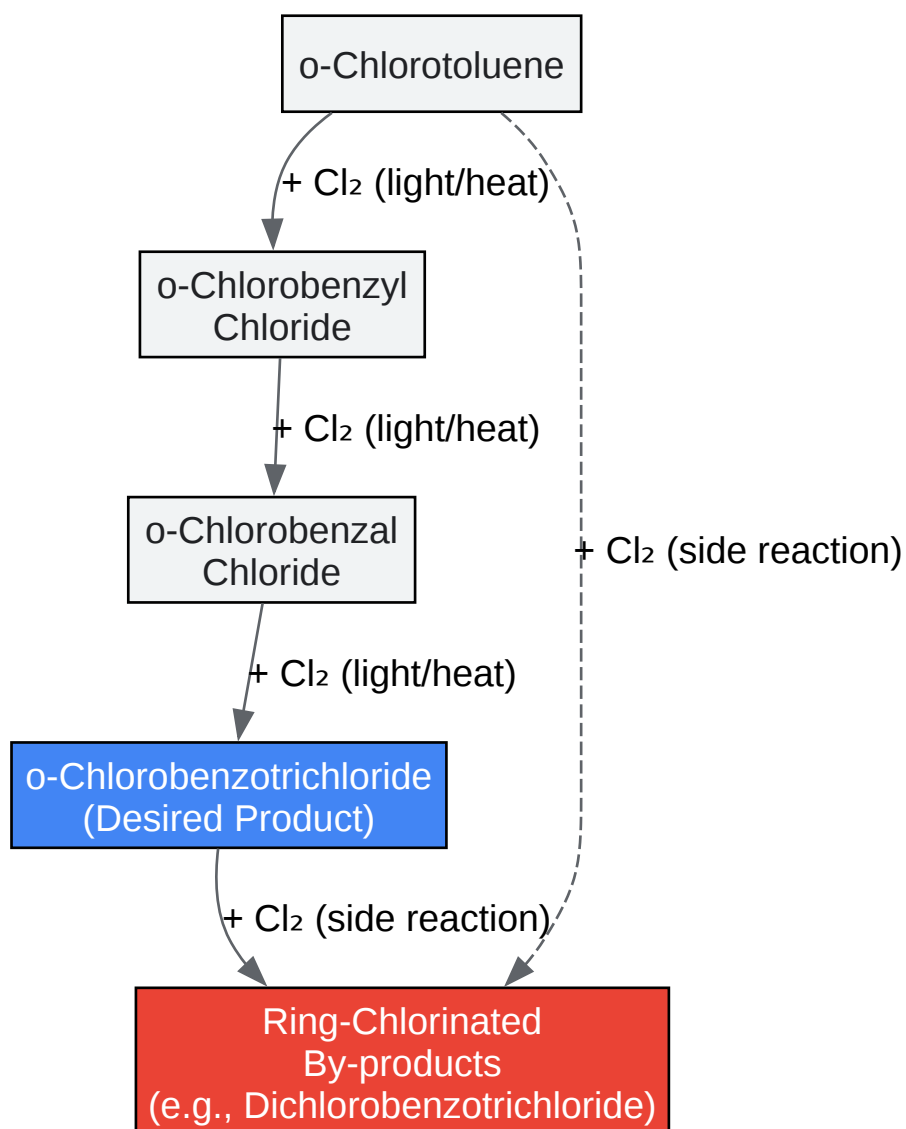 o-Chlorotoluene
+ Cl₂ (light/heat)
o-Chlorobenzyl
Chloride
+ Cl₂ (light/heat)
o-Chlorobenzal
Chloride
+ Cl₂ (side reaction)
+ Cl₂ (light/heat)
o-Chlorobenzotrichloride
(Desired Product)
+ Cl₂ (side reaction)
Ring-Chlorinated
By-products
(e.g., Dichlorobenzotrichloride)